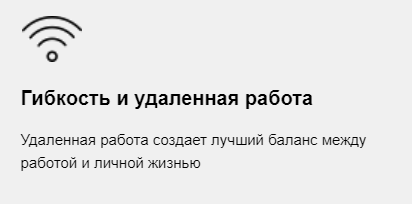 Гибкость и удаленная работа
Удаленная работа создает лучший баланс между
работой и личной жизнью